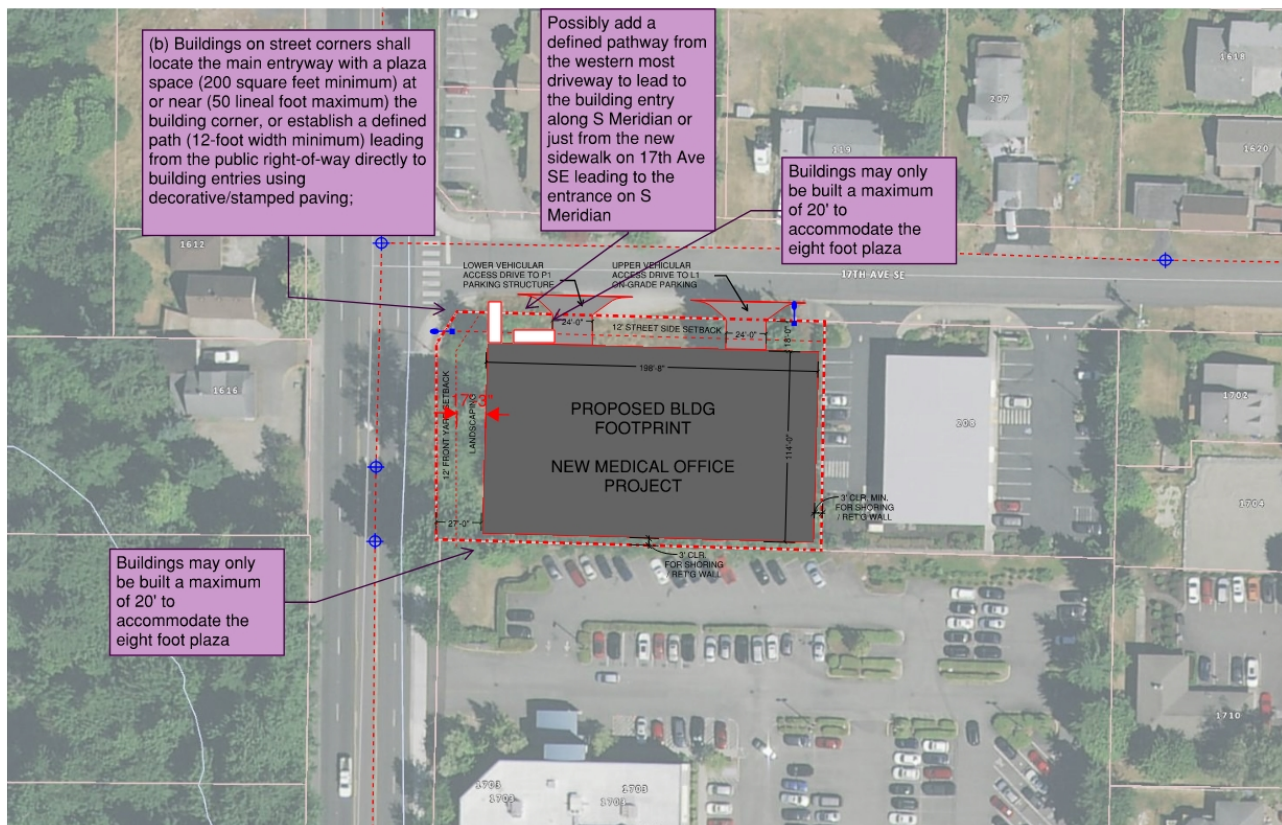 (b) Buildings on street corners shall
locate the main entryway with a plaza
space (200 square feet minimum) at
or near (50 lineal foot maximum) the
building corner, or establish a defined
path (12-foot width minimum) leading
from the public right-of-way directly to
building entries using
decorative/stamped paving;
Possibly add a
defined pathway from
the western most
driveway to lead to
the building entry
along S Meridian or
just from the new
sidewalk on 17th Ave
SE leading to the
entrance on S
Meridian
Buildings may only
be built a maximum
of 20' to
accommodate the
eight foot plaza
1618
207
1620
1612
17TH AVE SE
LOWER VEHICULAR
ACCESS DRIVE TO P1
PARKING STRUCTURE
UPPER VEHICULAR
ACCESS DRIVE TO L1
ON-GRADE PARKING
24'-0"
12' STREET SIDE SETBACK
24'-0"
198'-8"
1616
12' FRONT YARD SETBACK
LANDSCAPING
PROPOSED BLDG
FOOTPRINT
NEW MEDICAL OFFICE
PROJECT
114'-0"
208
1702
1704
27'-0"
3' CLR. MIN.
FOR SHORING
/ RET'G WALL
3' CLR.
FOR SHORING
/ RET'G WALL
Buildings may only
be built a maximum
of 20' to
accommodate the
eight foot plaza
1710
1703
1703
1703
1703